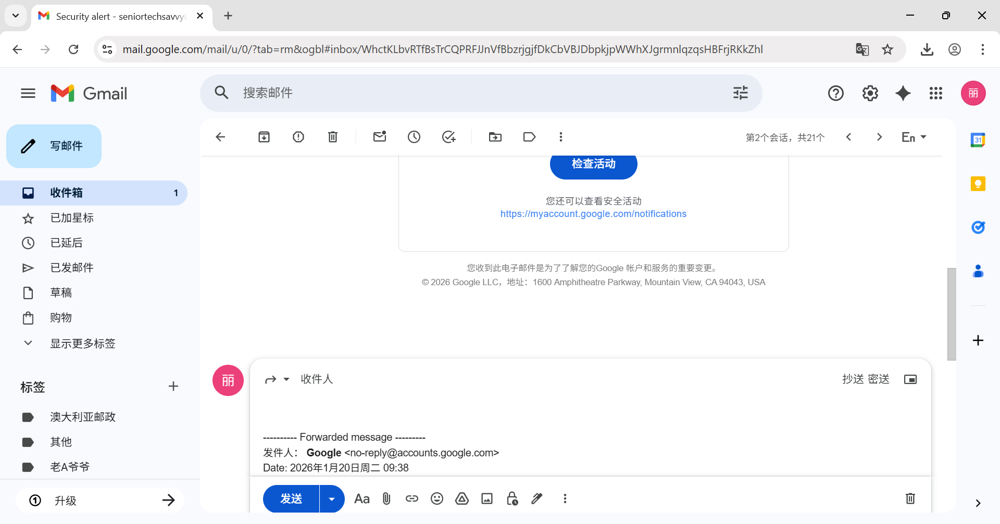 Security alert - seniortechsavvy
mail.google.com/mail/u/0/?tab=rm&ogbl#inbox/WhctKLbvRTfBsTrCQPRFJJnVfBbzrjgjfDkCbVBJDbpkjpWWhXJgrmnlqzqsHBFrjRKkZhl
Gmail
搜索邮件
丽
写邮件
第2个会话，共21个
En
31
收件箱 1
已加星标
已延后
已发邮件
草稿
购物
显示更多标签
标签
澳大利亚邮政
其他
老A爷爷
升级
检查活动
您还可以查看安全活动
https://myaccount.google.com/notifications
您收到此电子邮件是为了了解您的Google 帐户和服务的重要变更。
© 2026 Google LLC，地址：1600 Amphitheatre Parkway, Mountain View, CA 94043, USA
丽
收件人
抄送 密送
---------- Forwarded message ---------
发件人： Google <no-reply@accounts.google.com>
Date: 2026年1月20日周二 09:38
发送
Aa